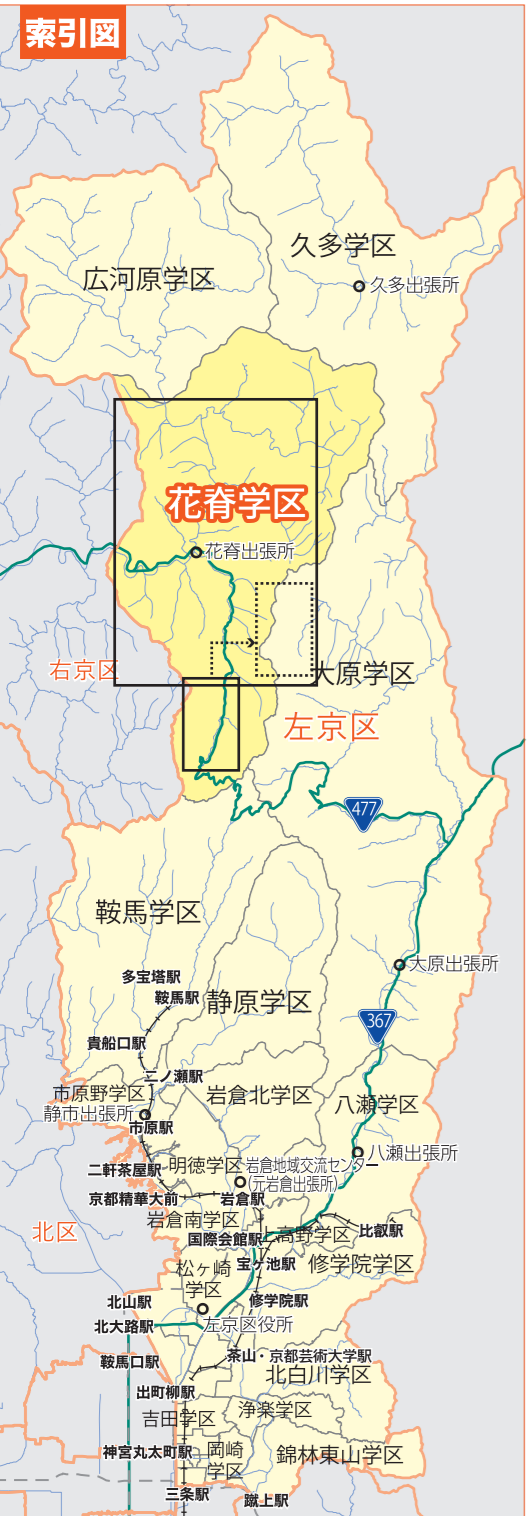 索引図
久多学区
広河原学区
久多出張所
花脊学区
花脊出張所
右京区
大原学区
左京区
477
鞍馬学区
大原出張所
多宝塔駅
鞍馬駅
静原学区
367
貴船口駅
二ノ瀬駅
市原野学区
岩倉北学区
八瀬学区
静市出張所
市原駅
八瀬出張所
二軒茶屋駅
明徳学区
岩倉地域交流センター
(元岩倉出張所)
京都精華大前
岩倉駅
岩倉南学区
北区
国際会館駅
上高野学区
比叡駅
宝ヶ池駅
修学院学区
松ヶ崎
学区
北山駅
修学院駅
北大路駅
左京区役所
鞍馬口駅
茶山・京都芸術大学駅
北白川学区
出町柳駅
浄楽学区
吉田学区
神宮丸太町駅
岡崎
学区
錦林東山学区
三条駅
蹴上駅